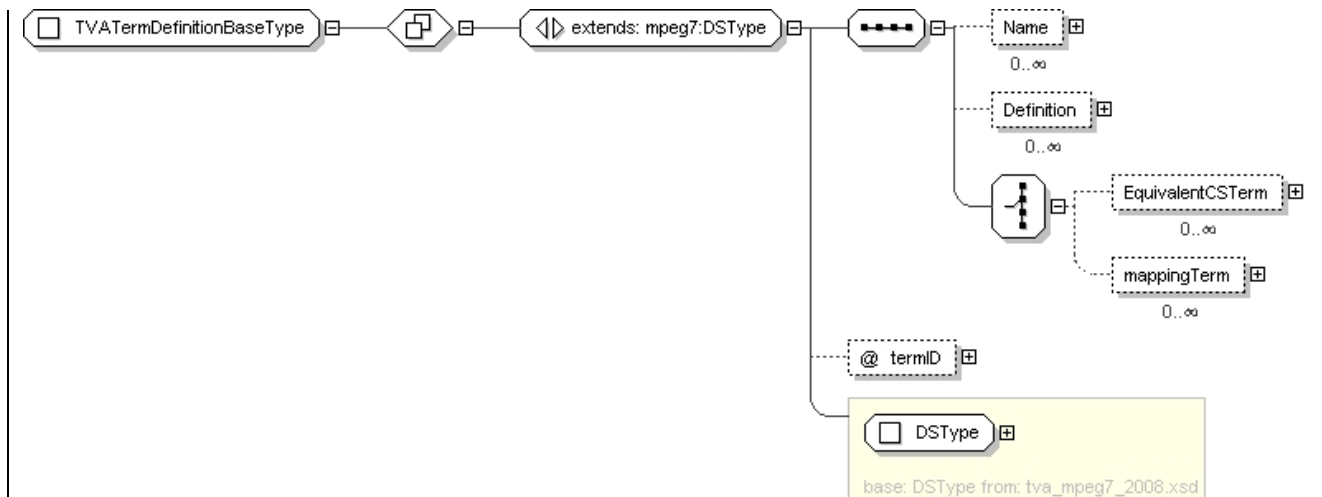 TVATermDefinitionBaseType
extends: mpeg7:DSType
Name
0..∞
Definition
0..∞
EquivalentCSTerm
0..∞
mappingTerm
0..∞
@ termID
DSType
base: DSType from: tva_mpeg7_2008.xsd